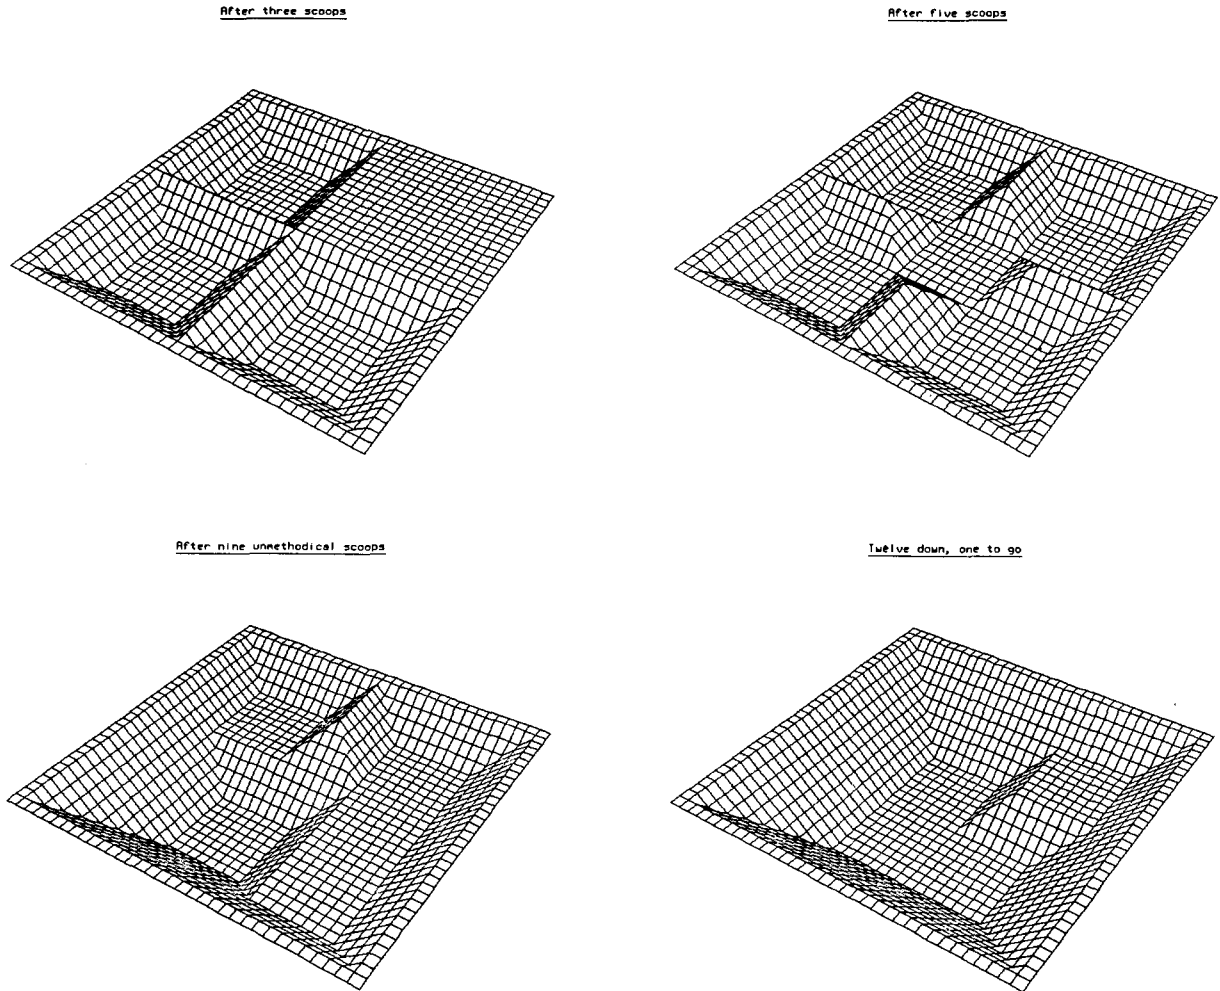 After three scoops
After five scoops
After nine unmethodical scoops
Twelve down, one to go